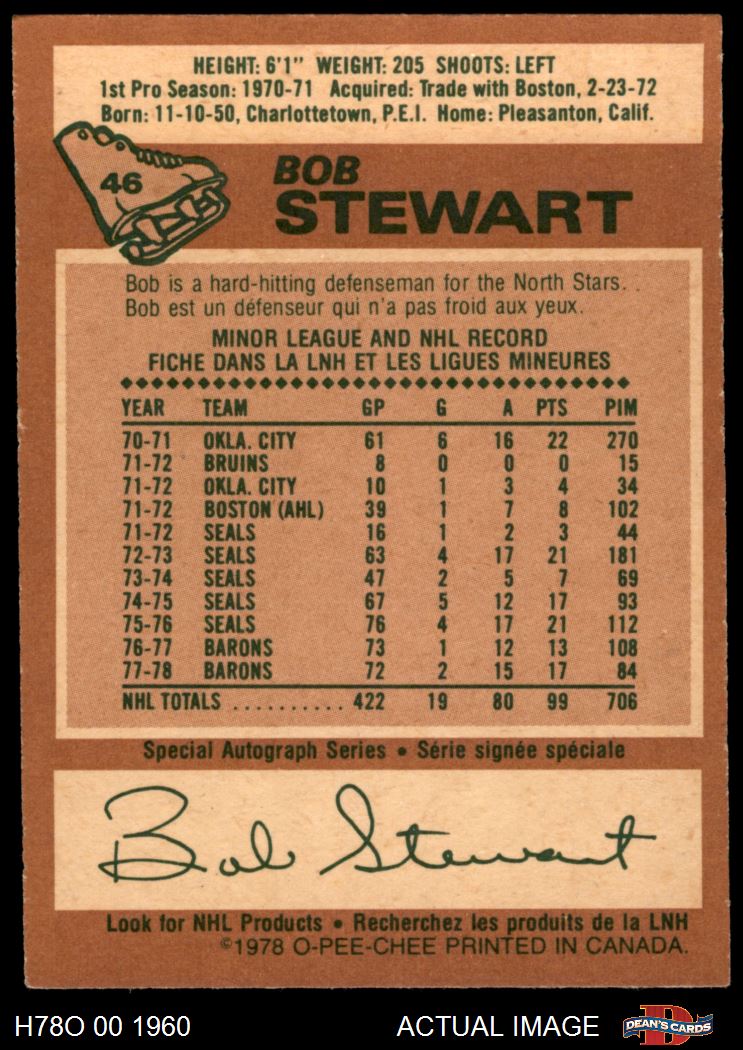 HEIGHT: 6'1" WEIGHT: 205 SHOOTS: LEFT
1st Pro Season: 1970-71 Acquired: Trade with Boston, 2-23-72
Born: 11-10-50, Charlottetown, P.E.I. Home: Pleasanton, Calif.
46
BOB
STEWART
Bob is a hard-hitting defenseman for the North Stars. .
Bob est un défenseur qui n'a pas froid aux yeux.
MINOR LEAGUE AND NHL RECORD
FICHE DANS LA LNH ET LES LIGUES MINEURES
YEAR TEAM GP G A PTS PIM
70-71 OKLA. CITY 61 6 16 22 270
71-72 BRUINS 8 0 0 0 15
71-72 OKLA. CITY 10 1 3 4 34
71-72 BOSTON (AHL) 39 1 7 8 102
71-72 SEALS 16 1 2 3 44
72-73 SEALS 63 4 17 21 181
73-74 SEALS 47 2 5 7 69
74-75 SEALS 67 5 12 17 93
75-76 SEALS 76 4 17 21 112
76-77 BARONS 73 1 12 13 108
77-78 BARONS 72 2 15 17 84
NHL TOTALS .......... 422 19 80 99 706
Special Autograph Series • Série signée spéciale
Bob Stewart
Look for NHL Products • Recherchez les produits de la LNH
©1978 O-PEE-CHEE PRINTED IN CANADA.
H78O 00 1960 ACTUAL IMAGE D DEAN'S CARDS